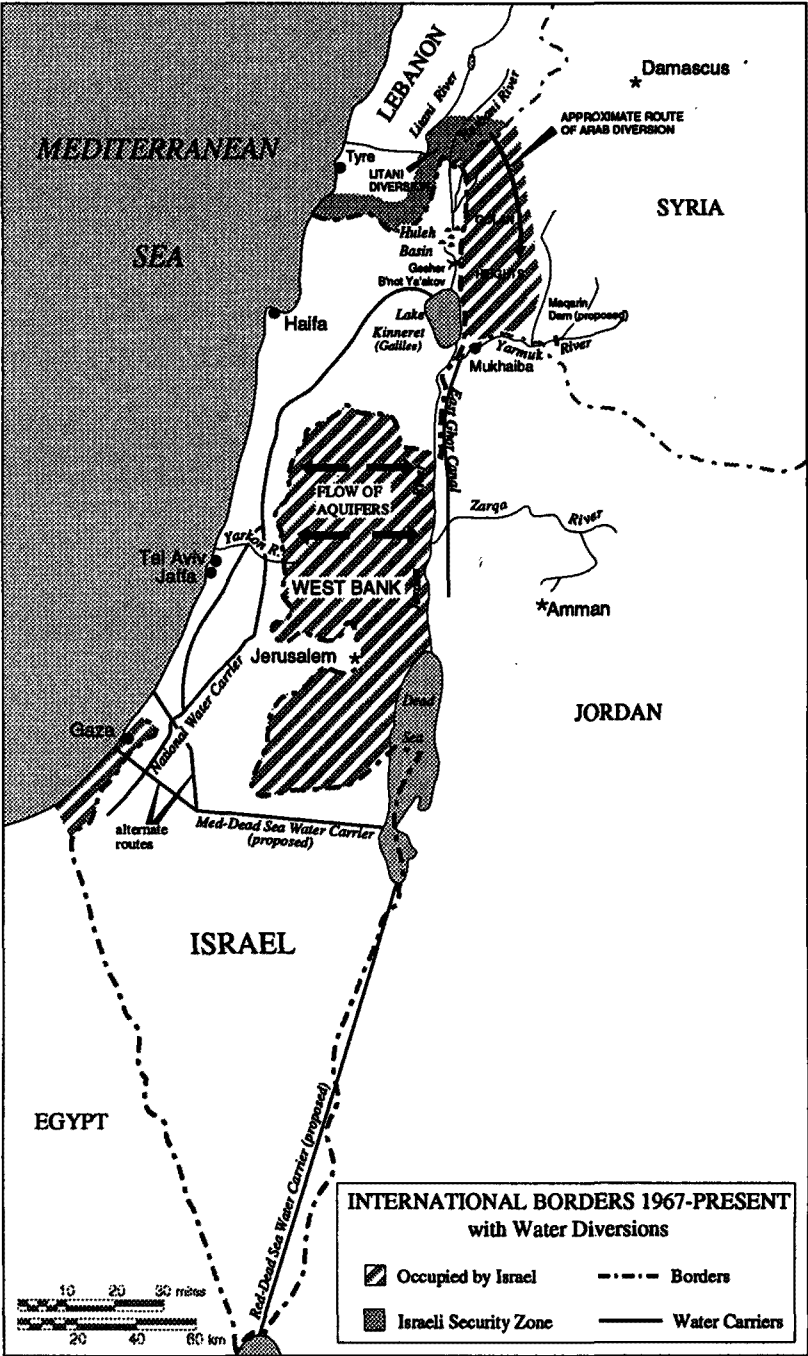 LEBANON
Litani River
Damascus
APPROXIMATE ROUTE
OF ARAB DIVERSION
MEDITERRANEAN
SEA
Tyre
LITANI
DIVERSION
SYRIA
Huleh
Basin
Gesher
B'not Ya'akov
HEIGHTS
Maqarin
Dam (proposed)
Haifa
Lake
Kinneret
(Galilee)
Yarmuk
River
Mukhaiba
East Ghor Canal
FLOW OF
AQUIFERS
Zarqa
River
Yarkon R.
Tel Aviv
Jaffa
WEST BANK
Amman
Jerusalem
National Water Carrier
Dead
Sea
JORDAN
Gaza
alternate
routes
Med-Dead Sea Water Carrier
(proposed)
ISRAEL
EGYPT
Red-Dead Sea Water Carrier (proposed)
INTERNATIONAL BORDERS 1967-PRESENT
with Water Diversions
Occupied by Israel
Borders
Israeli Security Zone
Water Carriers
10 20 30 miles
20 40 60 km